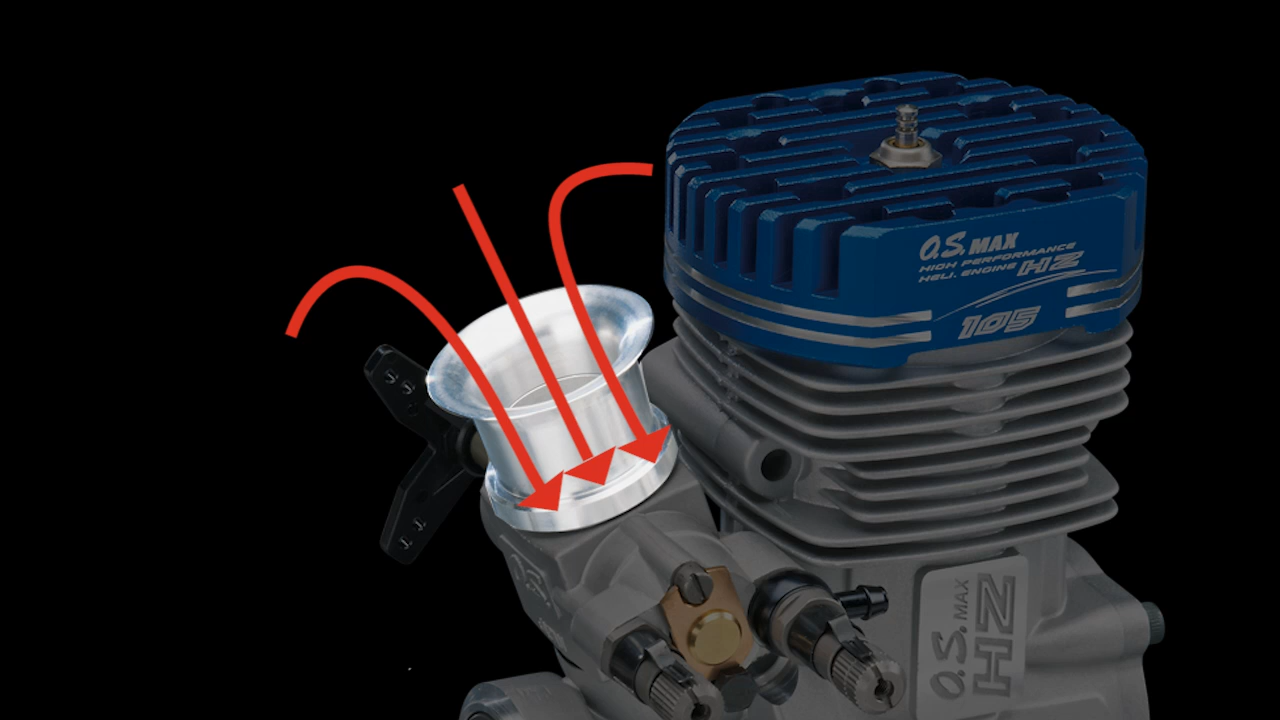 O.S. MAX
HIGH PERFORMANCE
HELI. ENGINE HZ
105
O.S. MAX
HZ